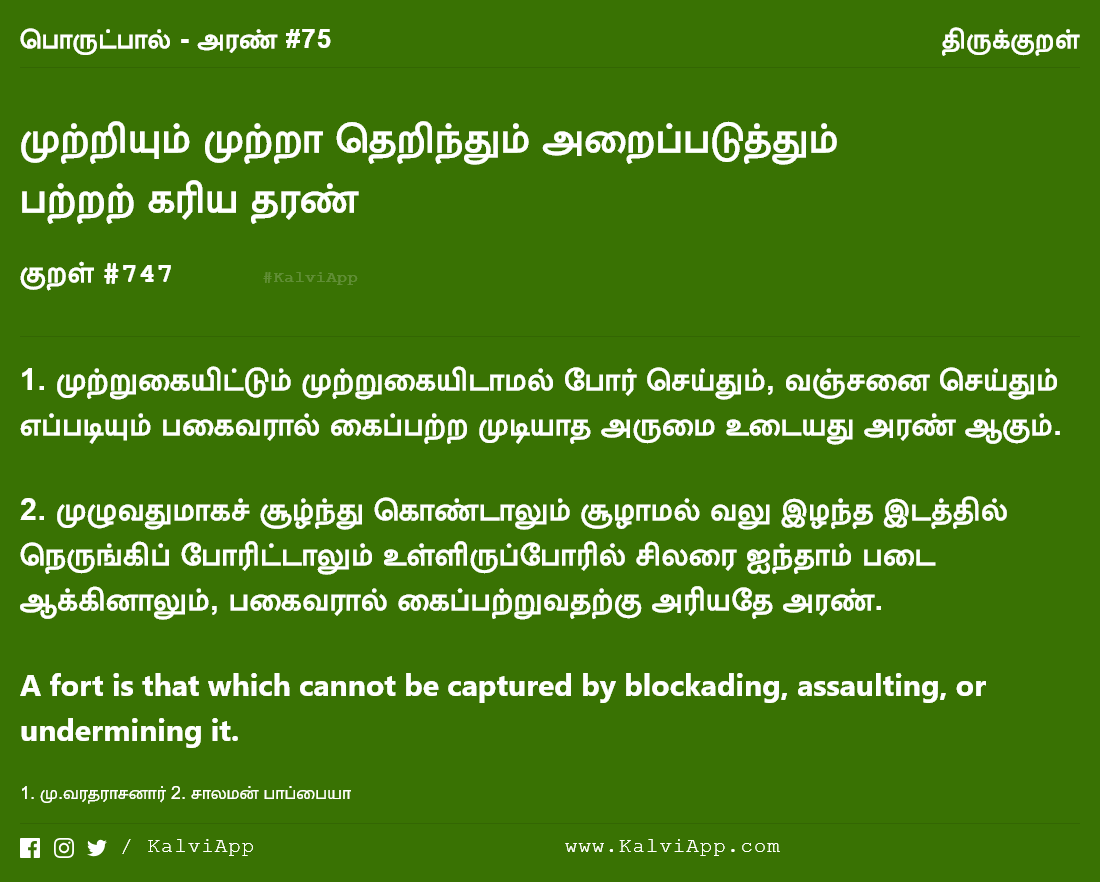 பொருட்பால் - அரண் #75
திருக்குறள்
முற்றியும் முற்றா தெறிந்தும் அறைப்படுத்தும்
பற்றற் கரிய தரண்
குறள் #747
#KalviApp
1. முற்றுகையிட்டும் முற்றுகையிடாமல் போர் செய்தும், வஞ்சனை செய்தும்
எப்படியும் பகைவரால் கைப்பற்ற முடியாத அருமை உடையது அரண் ஆகும்.
2. முழுவதுமாகச் சூழ்ந்து கொண்டாலும் சூழாமல் வலு இழந்த இடத்தில்
நெருங்கிப் போரிட்டாலும் உள்ளிருப்போரில் சிலரை ஐந்தாம் படை
ஆக்கினாலும், பகைவரால் கைப்பற்றுவதற்கு அரியதே அரண்.
A fort is that which cannot be captured by blockading, assaulting, or
undermining it.
1. மு.வரதராசனார் 2. சாலமன் பாப்பையா
/ KalviApp
www.KalviApp.com